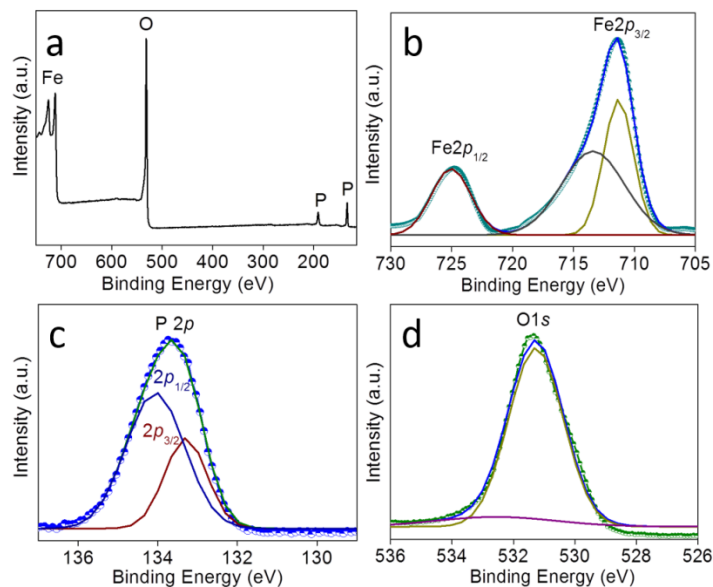 a
O
Fe
P
P
Intensity (a.u.)
700 600 500 400 300 200
Binding Energy (eV)
b
Fe2p3/2
Fe2p1/2
Intensity (a.u.)
730 725 720 715 710 705
Binding Energy (eV)
c
P 2p
2p1/2
2p3/2
Intensity (a.u.)
136 134 132 130
Binding Energy (eV)
d
O1s
Intensity (a.u.)
536 534 532 530 528 526
Binding Energy (eV)